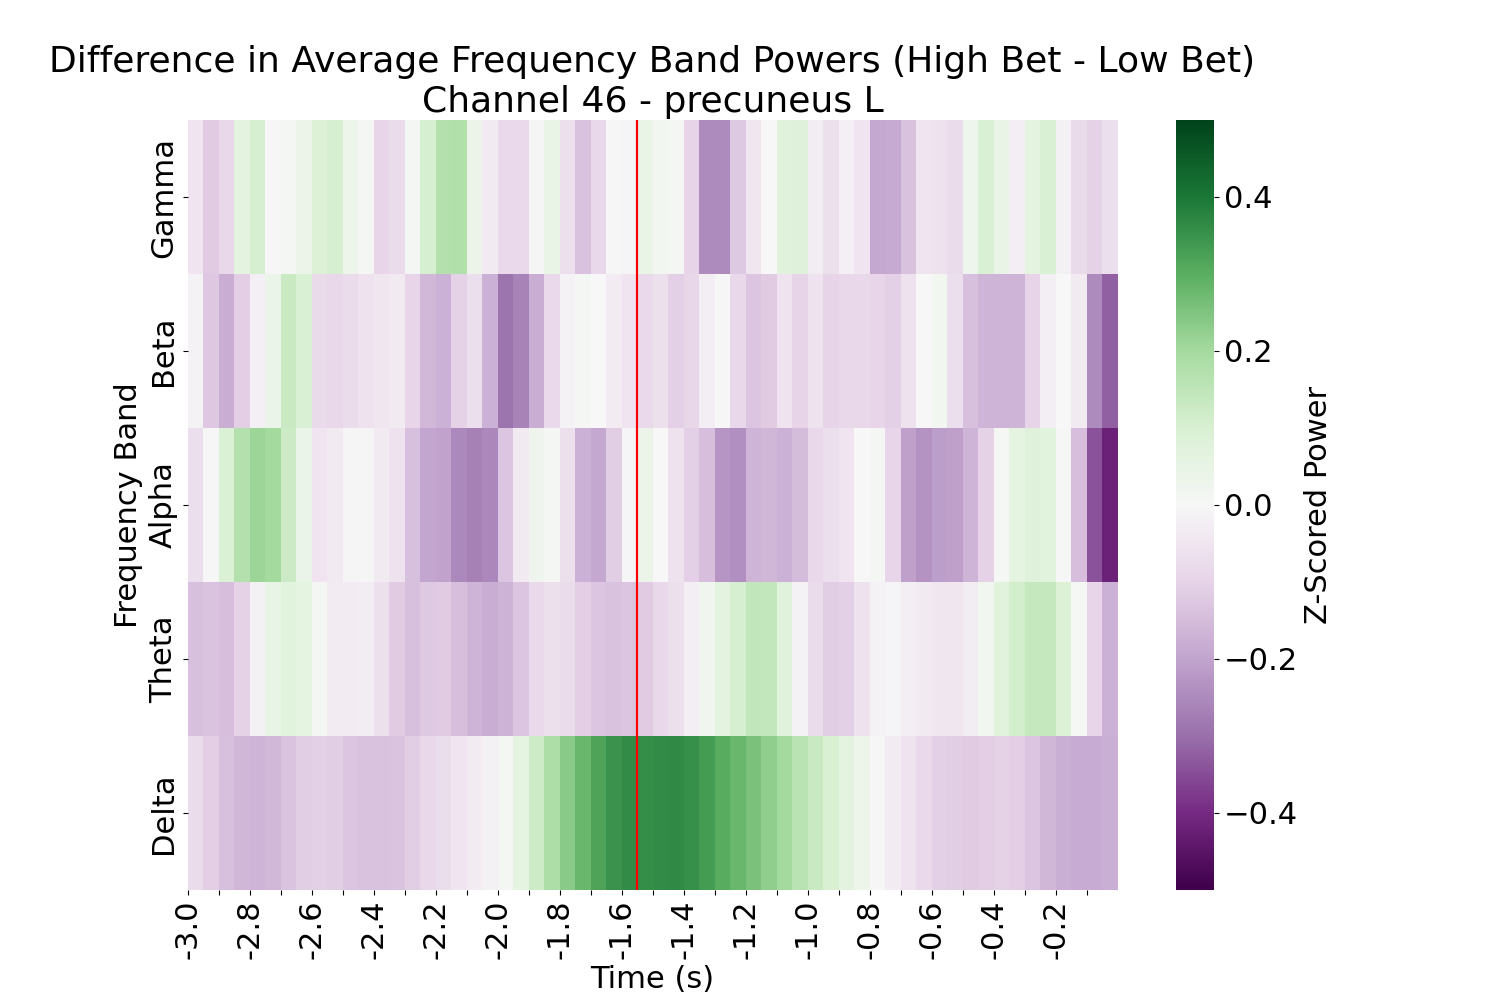 Difference in Average Frequency Band Powers (High Bet - Low Bet)
Channel 46 - precuneus L
Frequency Band
Gamma
Beta
Alpha
Theta
Delta
-3.0
-2.8
-2.6
-2.4
-2.2
-2.0
-1.8
-1.6
-1.4
-1.2
-1.0
-0.8
-0.6
-0.4
-0.2
Time (s)
0.4
0.2
0.0
−0.2
−0.4
Z-Scored Power